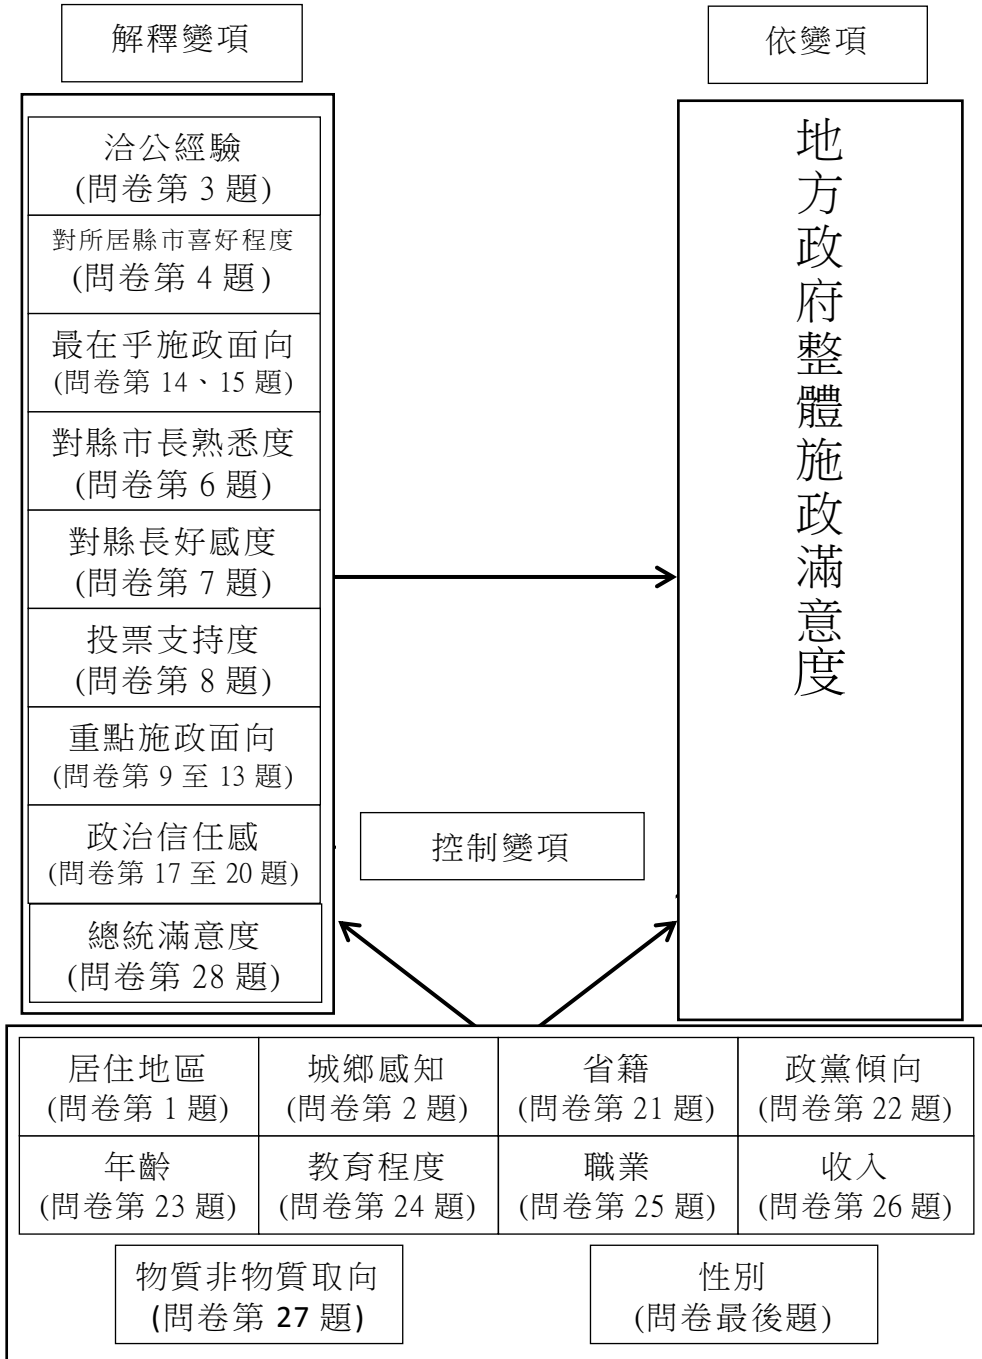 解釋變項
依變項
洽公經驗
(問卷第 3 題)
對所居縣市喜好程度
(問卷第 4 題)
最在乎施政面向
(問卷第 14、15 題)
對縣市長熟悉度
(問卷第 6 題)
對縣長好感度
(問卷第 7 題)
投票支持度
(問卷第 8 題)
重點施政面向
(問卷第 9 至 13 題)
政治信任感
(問卷第 17 至 20 題)
總統滿意度
(問卷第 28 題)
地方政府整體施政滿意度
控制變項
居住地區
(問卷第 1 題)
城鄉感知
(問卷第 2 題)
省籍
(問卷第 21 題)
政黨傾向
(問卷第 22 題)
年齡
(問卷第 23 題)
教育程度
(問卷第 24 題)
職業
(問卷第 25 題)
收入
(問卷第 26 題)
物質非物質取向
(問卷第 27 題)
性別
(問卷最後題)